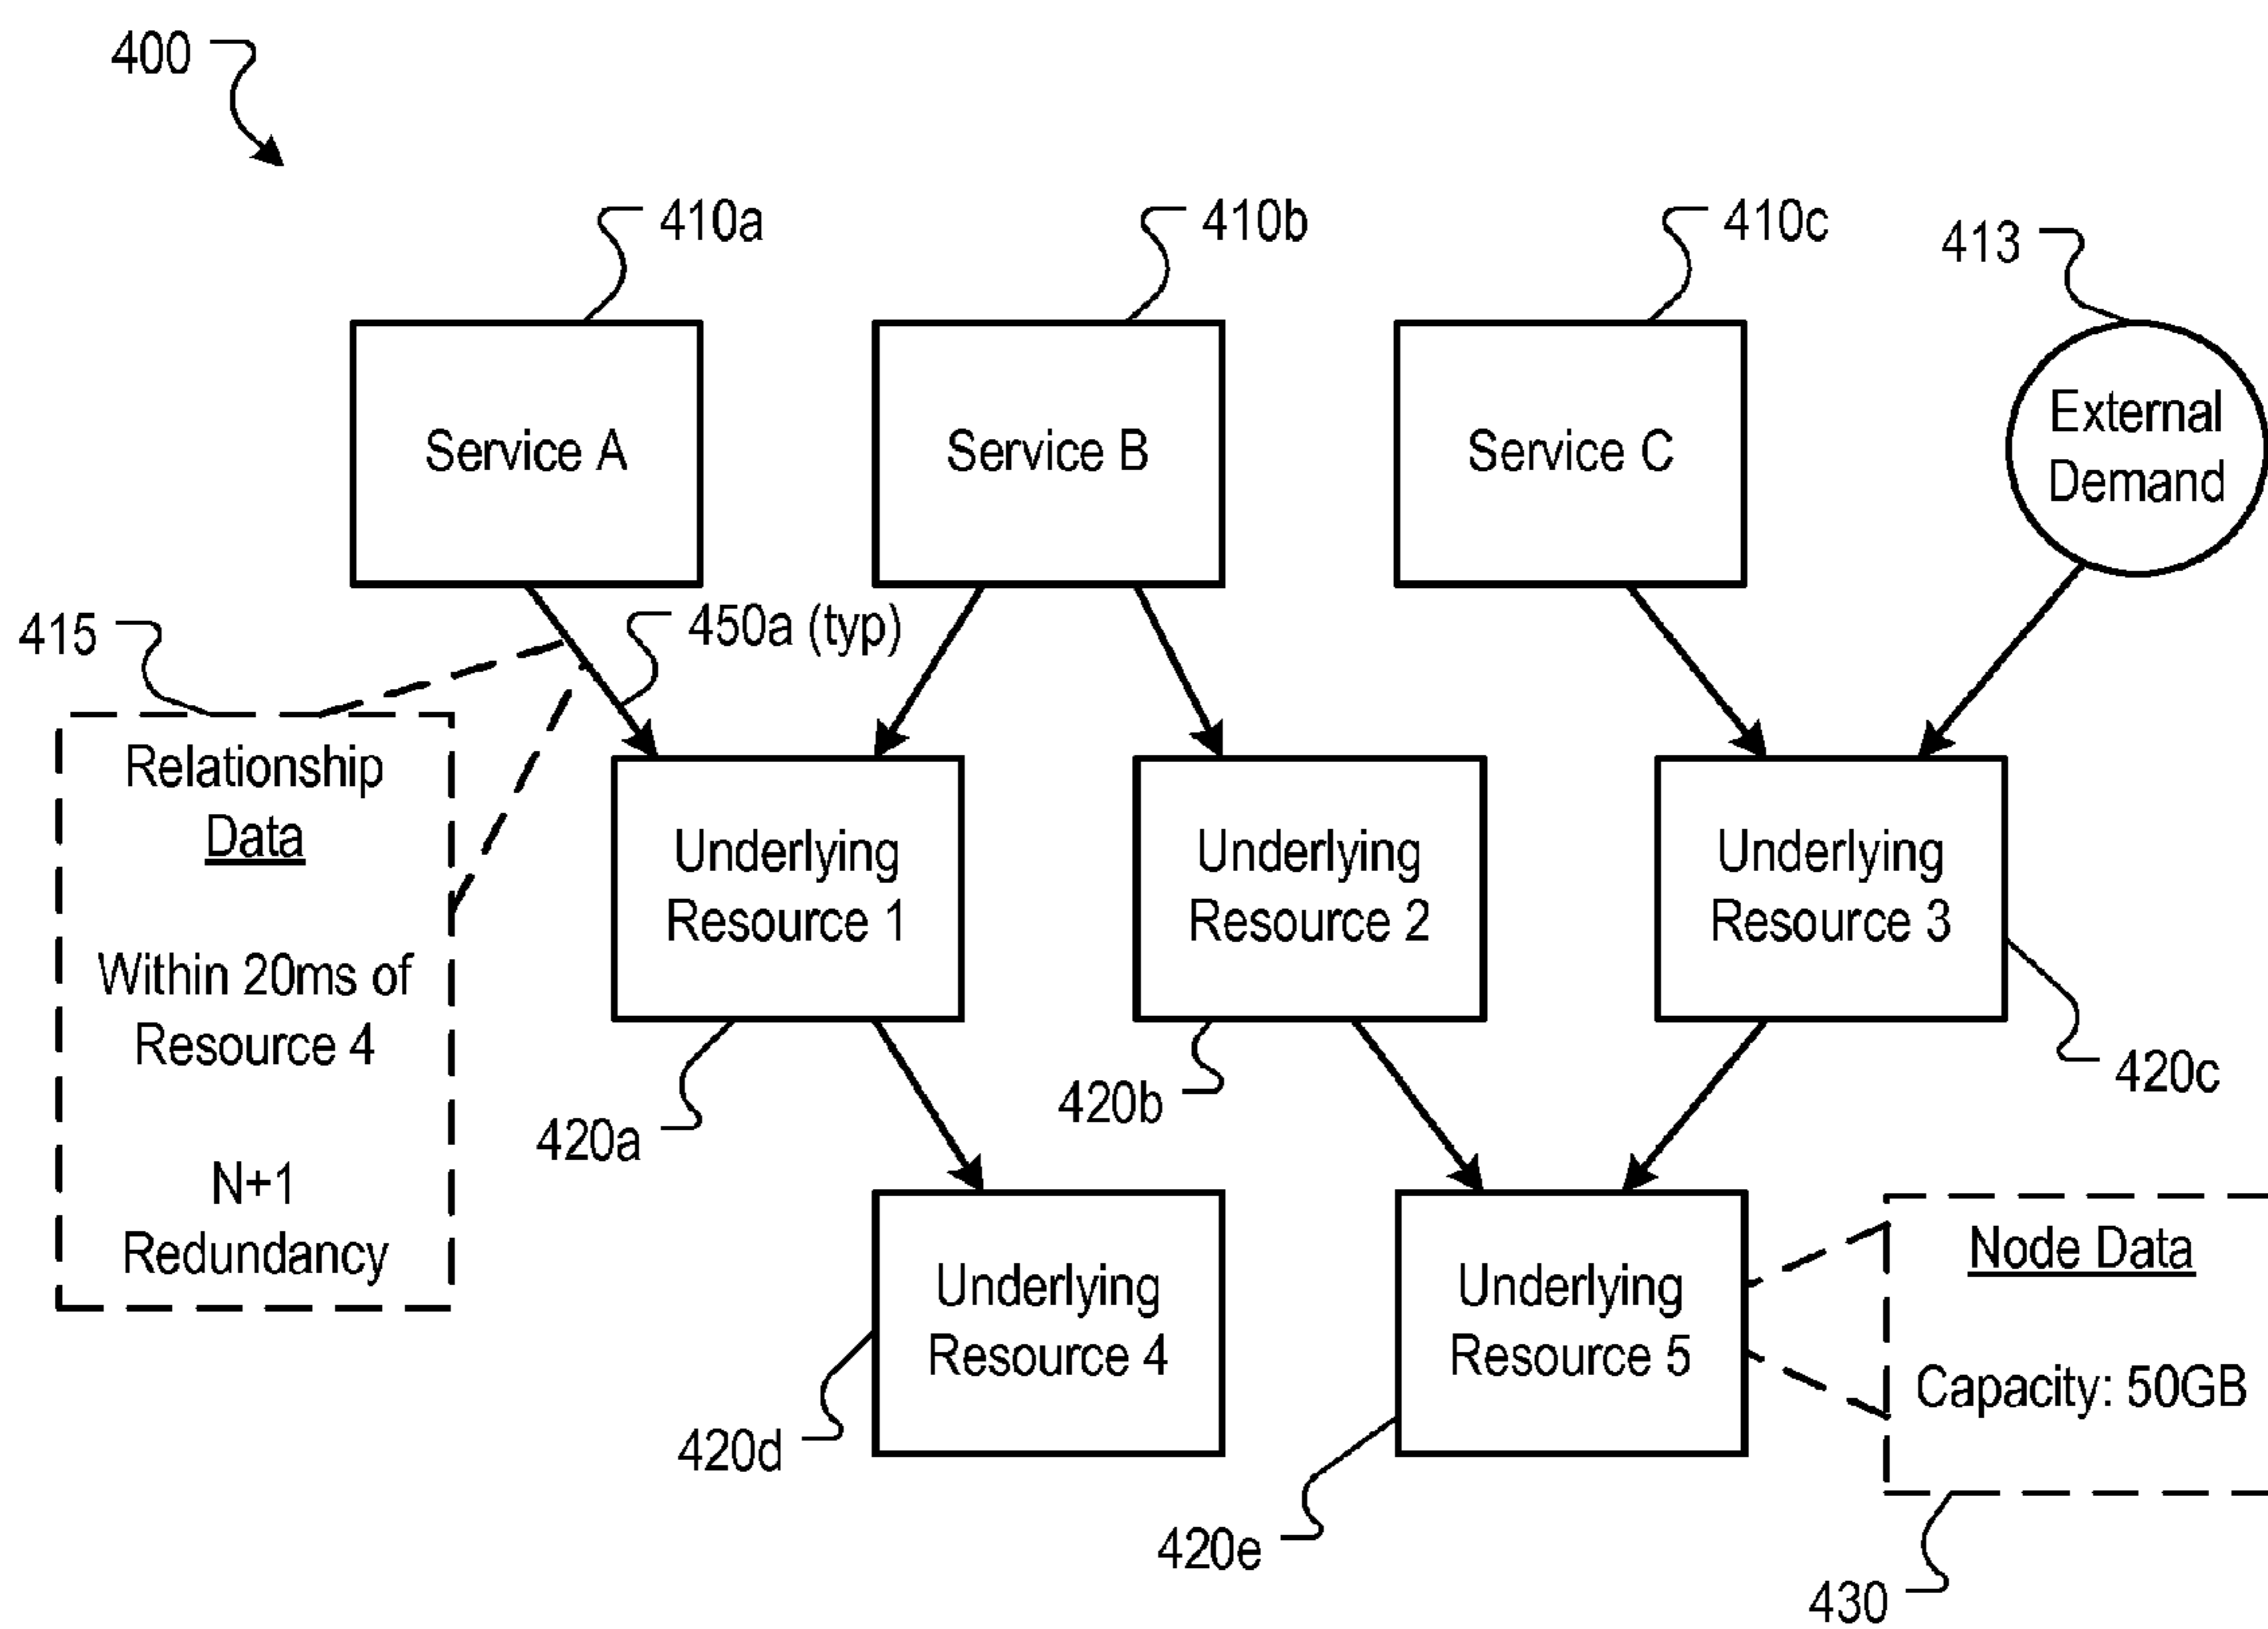 400
410a
410b
410c
413
Service A
Service B
Service C
External
Demand
415
450a (typ)
Relationship
Data
Within 20ms of
Resource 4
N+1
Redundancy
Underlying
Resource 1
Underlying
Resource 2
Underlying
Resource 3
420a
420b
420c
Underlying
Resource 4
Underlying
Resource 5
Node Data
Capacity: 50GB
420d
420e
430